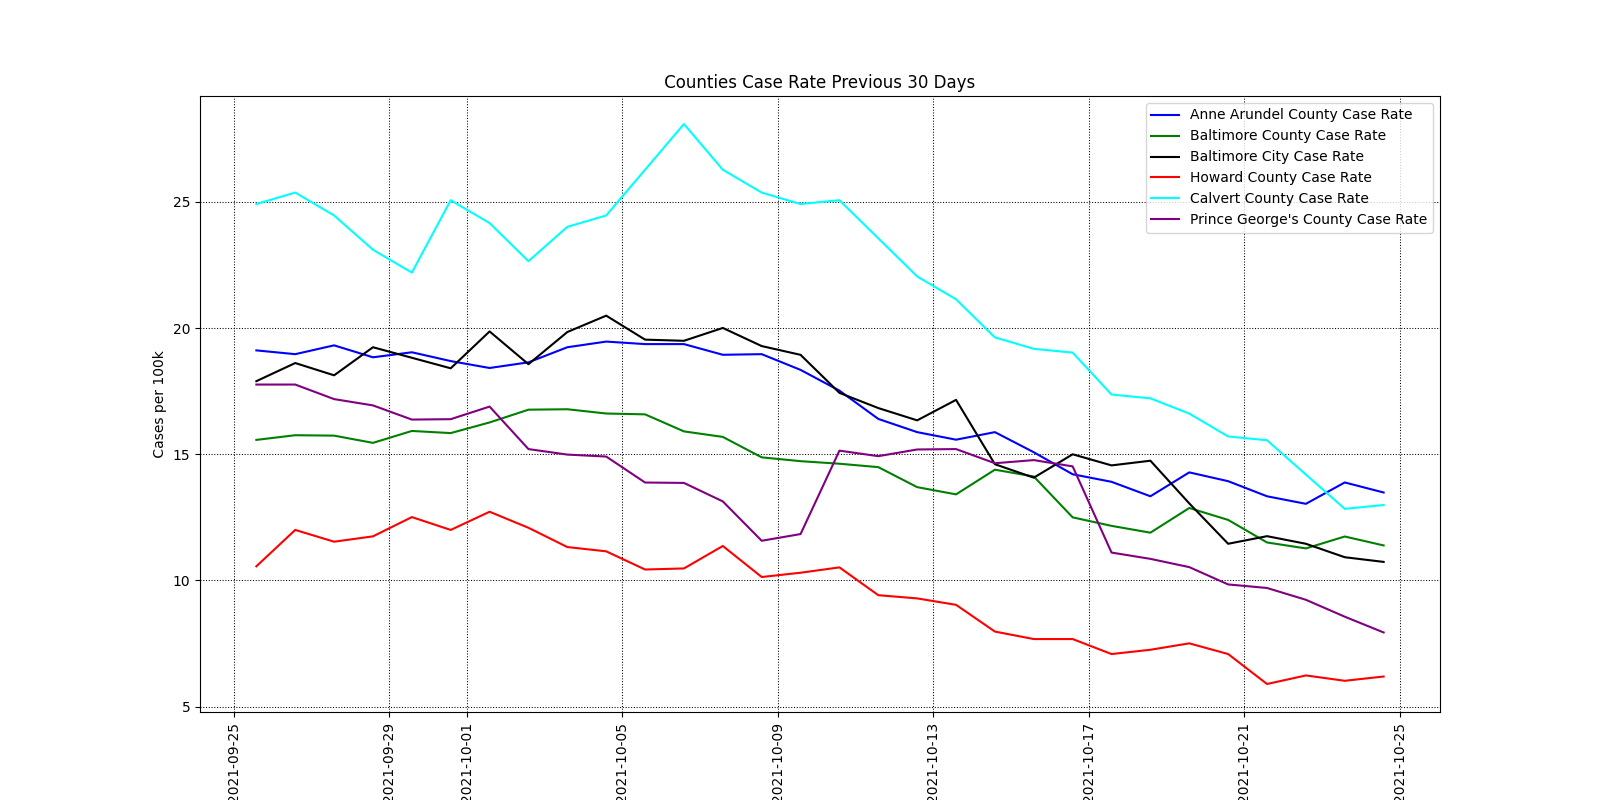 Counties Case Rate Previous 30 Days
Anne Arundel County Case Rate
Baltimore County Case Rate
Baltimore City Case Rate
Howard County Case Rate
Calvert County Case Rate
Prince George's County Case Rate
Cases per 100k
25
20
15
10
5
2021-09-25
2021-09-29
2021-10-01
2021-10-05
2021-10-09
2021-10-13
2021-10-17
2021-10-21
2021-10-25